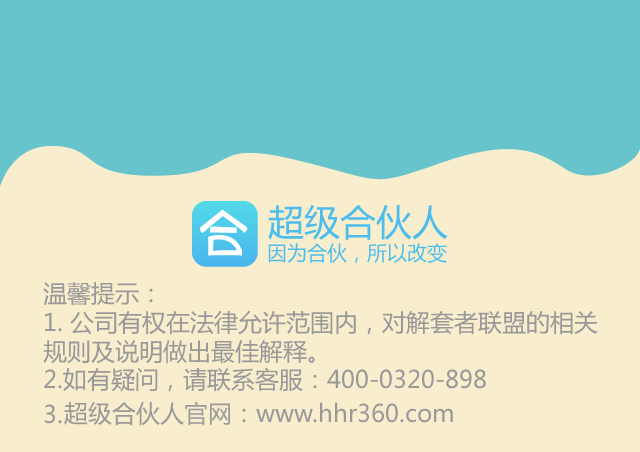 超级合伙人
因为合伙，所以改变
温馨提示：
1. 公司有权在法律允许范围内，对解套者联盟的相关
规则及说明做出最佳解释。
2.如有疑问，请联系客服：400-0320-898
3.超级合伙人官网：www.hhr360.com